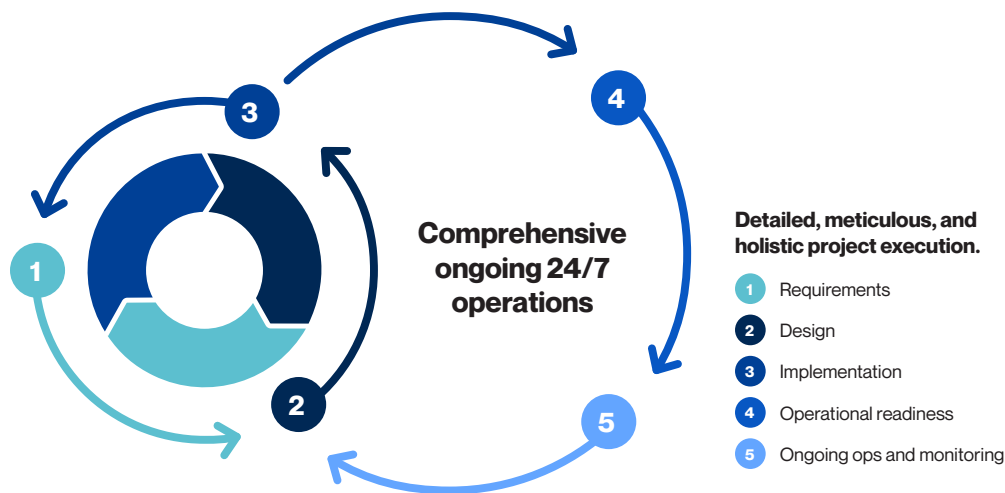 3
4
1
Comprehensive
ongoing 24/7
operations
2
5
Detailed, meticulous, and
holistic project execution.
1 Requirements
2 Design
3 Implementation
4 Operational readiness
5 Ongoing ops and monitoring